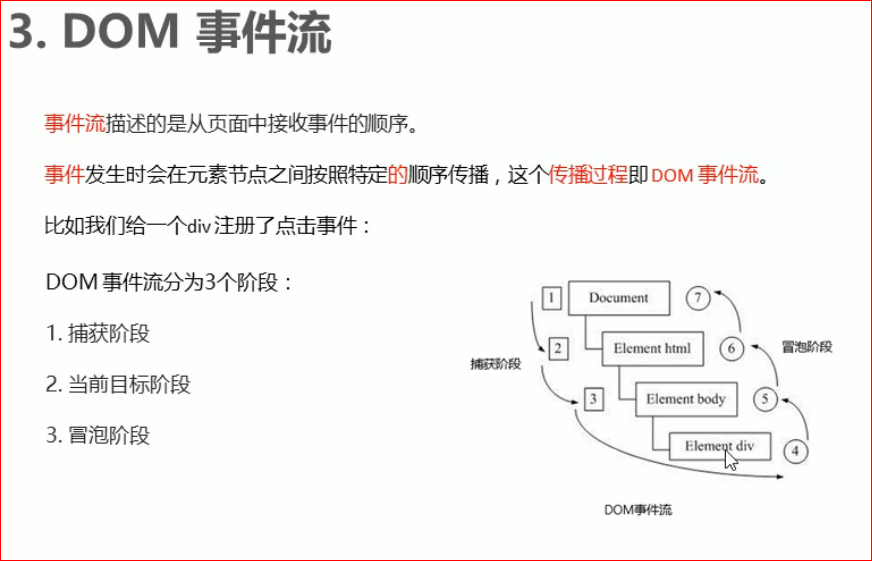 3. DOM 事件流
事件流描述的是从页面中接收事件的顺序。
事件发生时会在元素节点之间按照特定的顺序传播，这个传播过程即 DOM 事件流。
比如我们给一个div 注册了点击事件：
DOM 事件流分为3个阶段：
1. 捕获阶段
2. 当前目标阶段
3. 冒泡阶段
1 Document 7
2 Element html 6
冒泡阶段
捕获阶段
3 Element body 5
Element div 4
DOM事件流